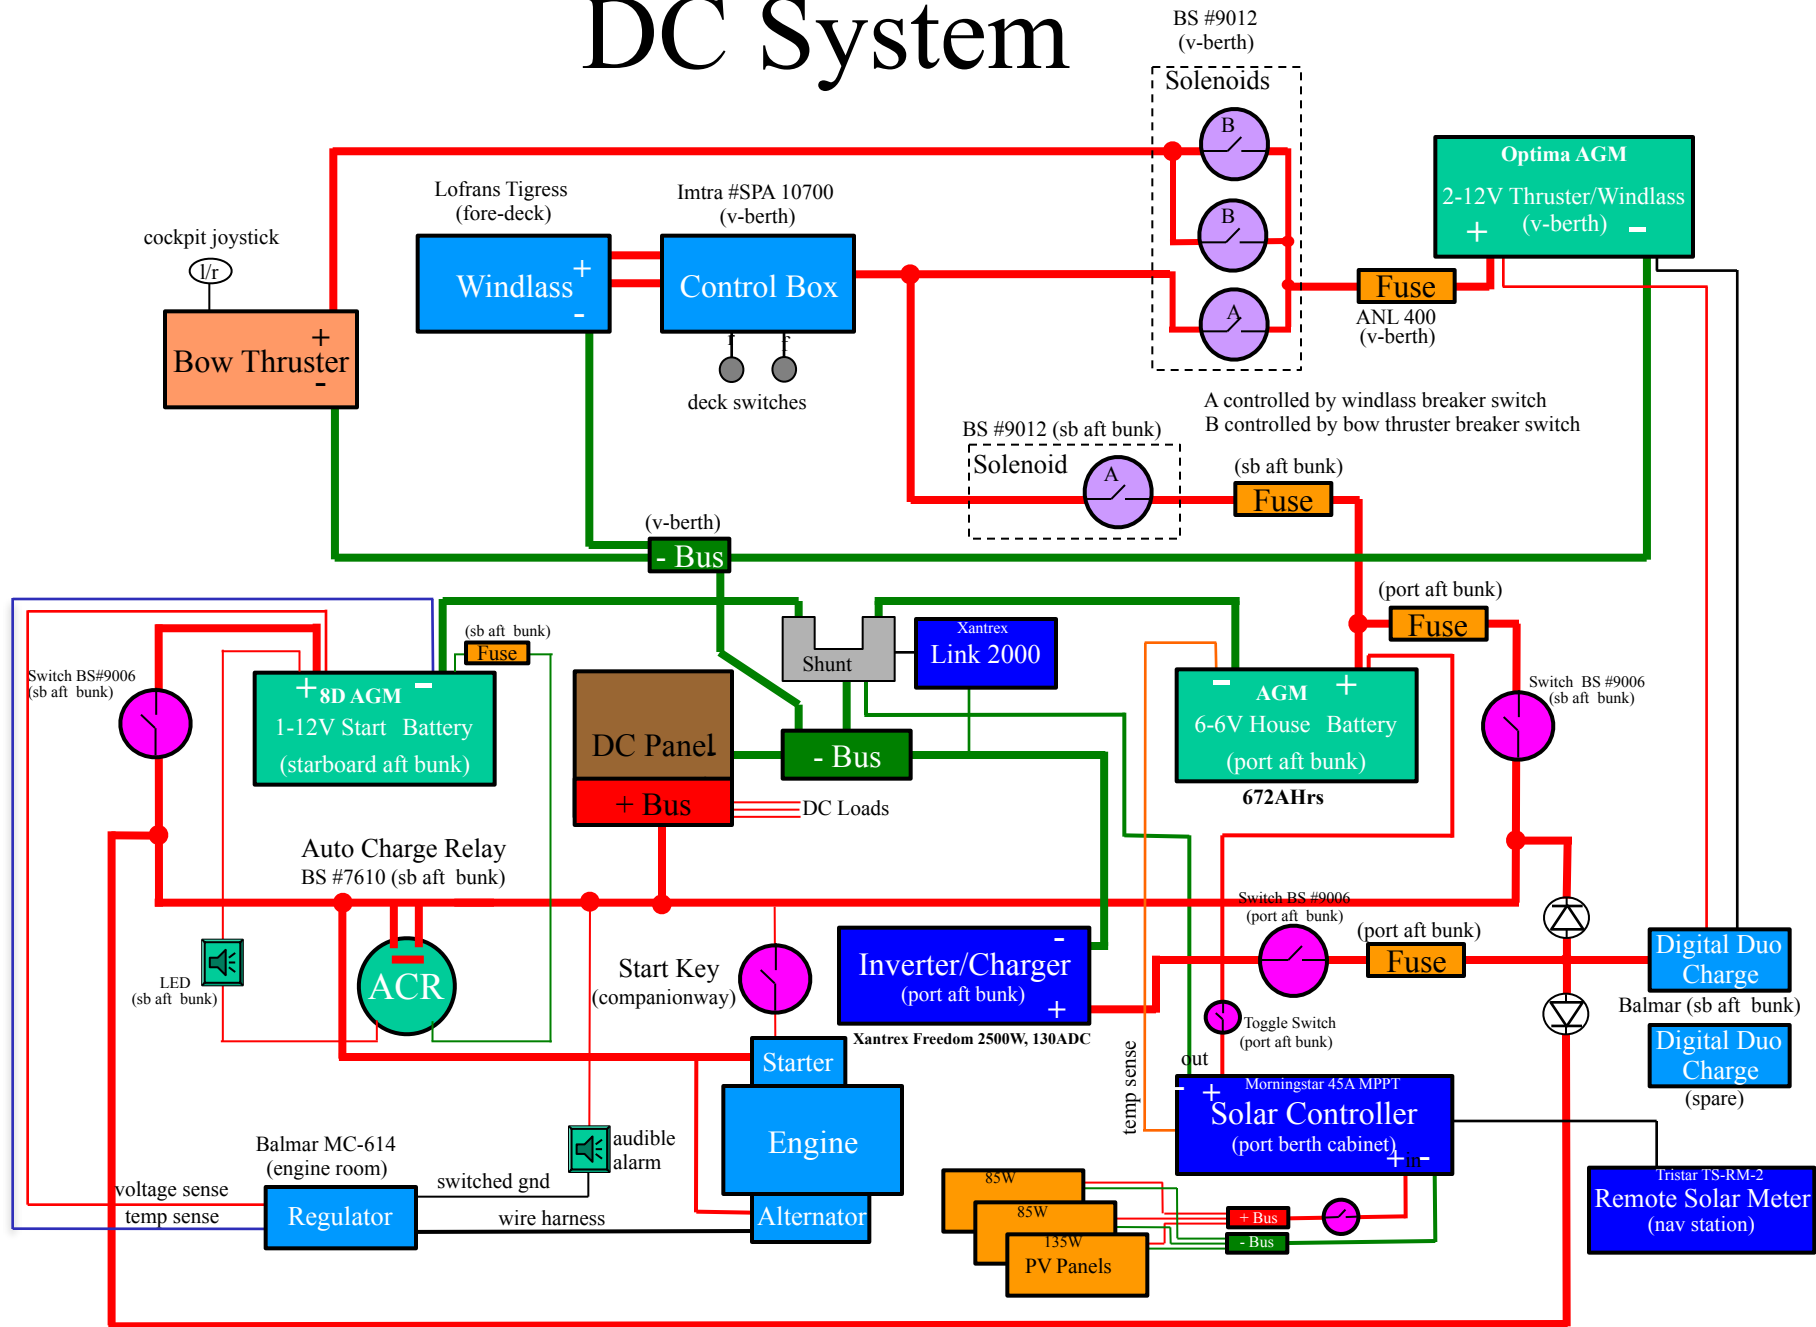 DC System
BS #9012
(v-berth)
Solenoids
B
B
A
Optima AGM
2-12V Thruster/Windlass
(v-berth)
+ -
Lofrans Tigress
(fore-deck)
Windlass
+
-
Imtra #SPA 10700
(v-berth)
Control Box
r f
deck switches
cockpit joystick
l/r
Bow Thruster
+
-
Fuse
ANL 400
(v-berth)
A controlled by windlass breaker switch
B controlled by bow thruster breaker switch
BS #9012 (sb aft bunk)
Solenoid
A
(sb aft bunk)
Fuse
(v-berth)
- Bus
(port aft bunk)
Fuse
(sb aft bunk)
Fuse
Switch BS#9006
(sb aft bunk)
+ -
8D AGM
1-12V Start Battery
(starboard aft bunk)
Shunt
Xantrex
Link 2000
- +
AGM
6-6V House Battery
(port aft bunk)
672AHrs
Switch BS #9006
(sb aft bunk)
DC Panel
-
- Bus
+ Bus
DC Loads
Auto Charge Relay
BS #7610 (sb aft bunk)
ACR
LED
(sb aft bunk)
Start Key
(companionway)
-
Inverter/Charger
(port aft bunk)
+
Xantrex Freedom 2500W, 130ADC
Switch BS #9006
(port aft bunk)
(port aft bunk)
Fuse
Digital Duo
Charge
Balmar (sb aft bunk)
Digital Duo
Charge
(spare)
Toggle Switch
(port aft bunk)
temp sense
out
- +
Morningstar 45A MPPT
Solar Controller
(port berth cabinet)
+in-
Starter
Engine
Alternator
audible
alarm
Balmar MC-614
(engine room)
Regulator
voltage sense
temp sense
switched gnd
wire harness
85W
85W
135W
PV Panels
+ Bus
- Bus
Tristar TS-RM-2
Remote Solar Meter
(nav station)